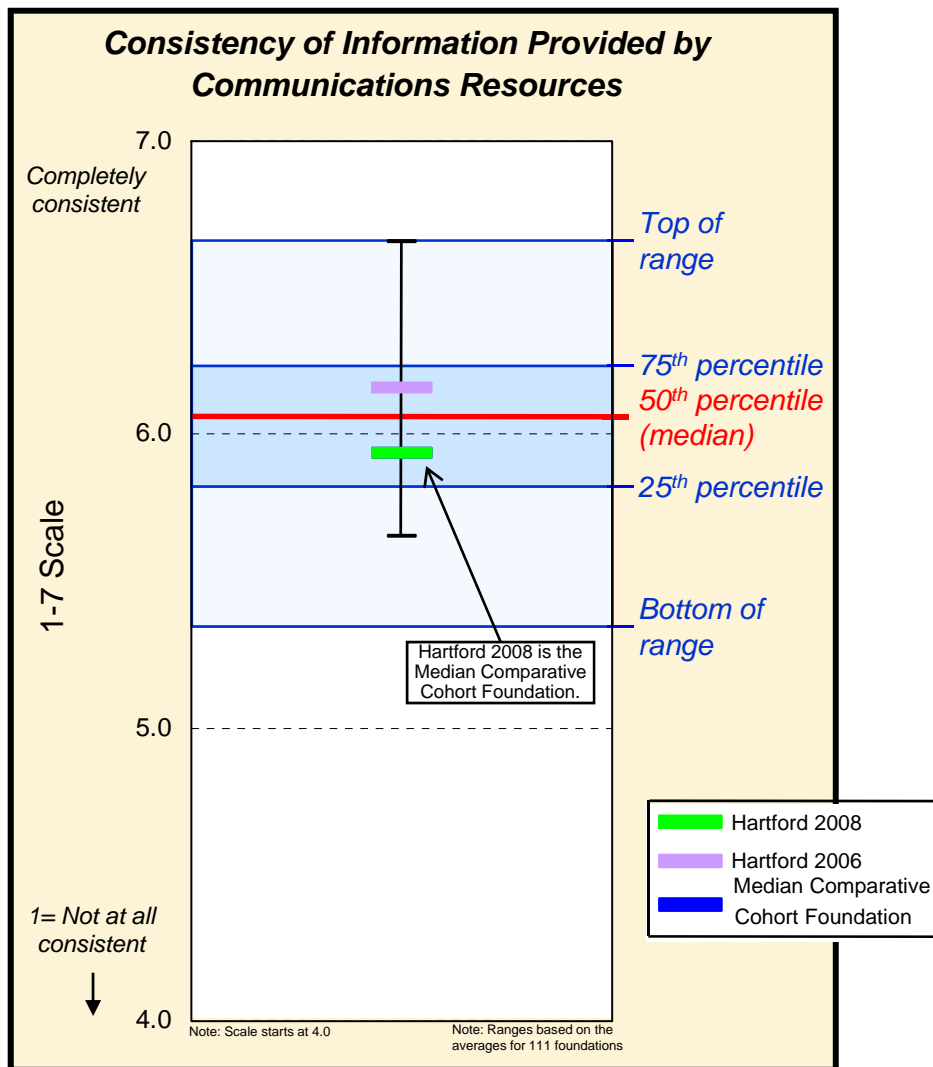 Consistency of Information Provided by
Communications Resources
7.0
Completely
consistent
Top of
range
75th percentile
50th percentile
(median)
6.0
25th percentile
1-7 Scale
Bottom of
range
Hartford 2008 is the
Median Comparative
Cohort Foundation.
5.0
Hartford 2008
Hartford 2006
Median Comparative
Cohort Foundation
1= Not at all
consistent
4.0
Note: Scale starts at 4.0
Note: Ranges based on the
averages for 111 foundations